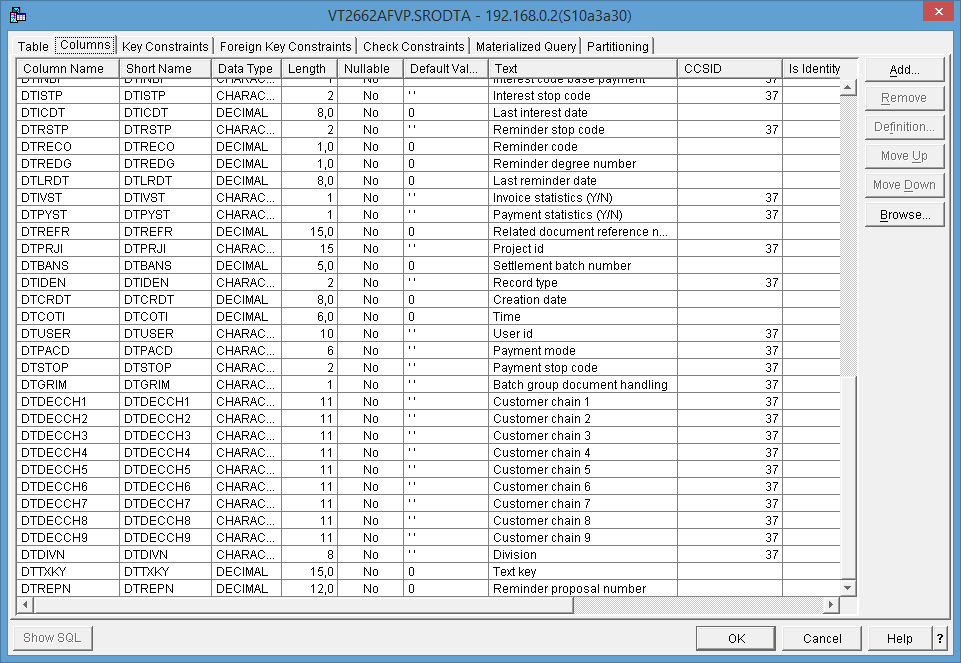 VT2662AFVP.SRODTA - 192.168.0.2(S10a3a30)
Table Columns Key Constraints Foreign Key Constraints Check Constraints Materialized Query Partitioning
Column Name Short Name Data Type Length Nullable Default Val... Text CCSID Is Identity
DTINBP DTINBP CHARAC... 1 No ' ' Interest code base payment 37
DTISTP DTISTP CHARAC... 2 No ' ' Interest stop code 37
DTICDT DTICDT DECIMAL 8,0 No 0 Last interest date
DTRSTP DTRSTP CHARAC... 2 No ' ' Reminder stop code 37
DTRECO DTRECO DECIMAL 1,0 No 0 Reminder code
DTREDG DTREDG DECIMAL 1,0 No 0 Reminder degree number
DTLRDT DTLRDT DECIMAL 8,0 No 0 Last reminder date
DTIVST DTIVST CHARAC... 1 No ' ' Invoice statistics (Y/N) 37
DTPYST DTPYST CHARAC... 1 No ' ' Payment statistics (Y/N) 37
DTREFR DTREFR DECIMAL 15,0 No 0 Related document reference n...
DTPRJI DTPRJI CHARAC... 15 No ' ' Project id 37
DTBANS DTBANS DECIMAL 5,0 No 0 Settlement batch number
DTIDEN DTIDEN CHARAC... 2 No ' ' Record type 37
DTCRDT DTCRDT DECIMAL 8,0 No 0 Creation date
DTCOTI DTCOTI DECIMAL 6,0 No 0 Time
DTUSER DTUSER CHARAC... 10 No ' ' User id 37
DTPACD DTPACD CHARAC... 6 No ' ' Payment mode 37
DTSTOP DTSTOP CHARAC... 2 No ' ' Payment stop code 37
DTGRIM DTGRIM CHARAC... 1 No ' ' Batch group document handling 37
DTDECCH1 DTDECCH1 CHARAC... 11 No ' ' Customer chain 1 37
DTDECCH2 DTDECCH2 CHARAC... 11 No ' ' Customer chain 2 37
DTDECCH3 DTDECCH3 CHARAC... 11 No ' ' Customer chain 3 37
DTDECCH4 DTDECCH4 CHARAC... 11 No ' ' Customer chain 4 37
DTDECCH5 DTDECCH5 CHARAC... 11 No ' ' Customer chain 5 37
DTDECCH6 DTDECCH6 CHARAC... 11 No ' ' Customer chain 6 37
DTDECCH7 DTDECCH7 CHARAC... 11 No ' ' Customer chain 7 37
DTDECCH8 DTDECCH8 CHARAC... 11 No ' ' Customer chain 8 37
DTDECCH9 DTDECCH9 CHARAC... 11 No ' ' Customer chain 9 37
DTDIVN DTDIVN CHARAC... 8 No ' ' Division 37
DTTXKY DTTXKY DECIMAL 15,0 No 0 Text key
DTREPN DTREPN DECIMAL 12,0 No 0 Reminder proposal number
Add...
Remove
Definition...
Move Up
Move Down
Browse...
Show SQL OK Cancel Help ?